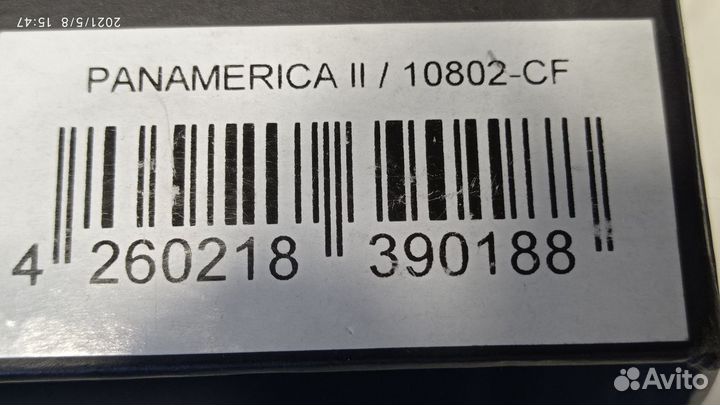 2021/5/8 15:47
PANAMERICA II / 10802-CF
4 260218 390188
Avito